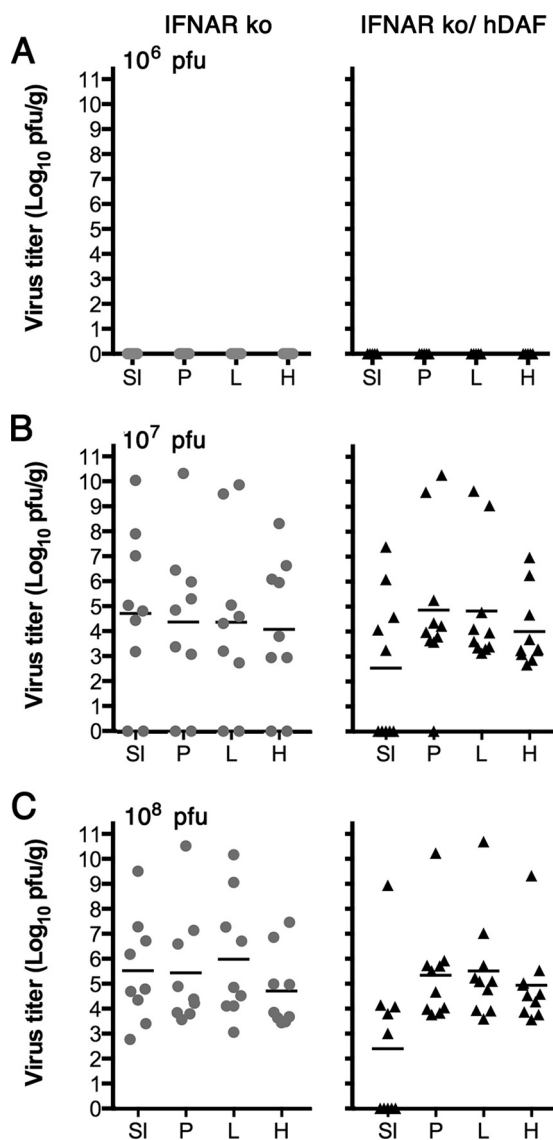 IFNAR ko
IFNAR ko/ hDAF
A
10⁶ pfu
Virus titer (Log₁₀ pfu/g)
11
10
9
8
7
6
5
4
3
2
1
0
SI P L H
SI P L H
B
10⁷ pfu
Virus titer (Log₁₀ pfu/g)
11
10
9
8
7
6
5
4
3
2
1
0
SI P L H
SI P L H
C
10⁸ pfu
Virus titer (Log₁₀ pfu/g)
11
10
9
8
7
6
5
4
3
2
1
0
SI P L H
SI P L H